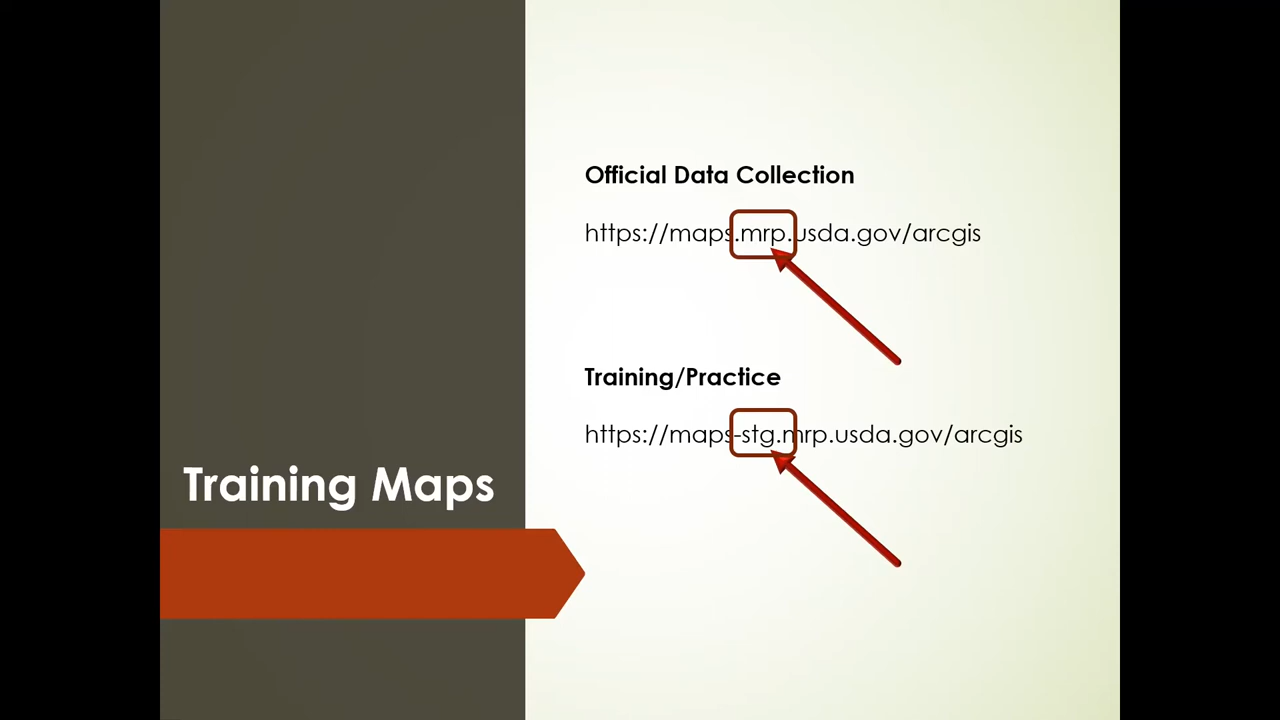 Training Maps
Official Data Collection
https://maps.mrp.usda.gov/arcgis
Training/Practice
https://maps-stg.mrp.usda.gov/arcgis